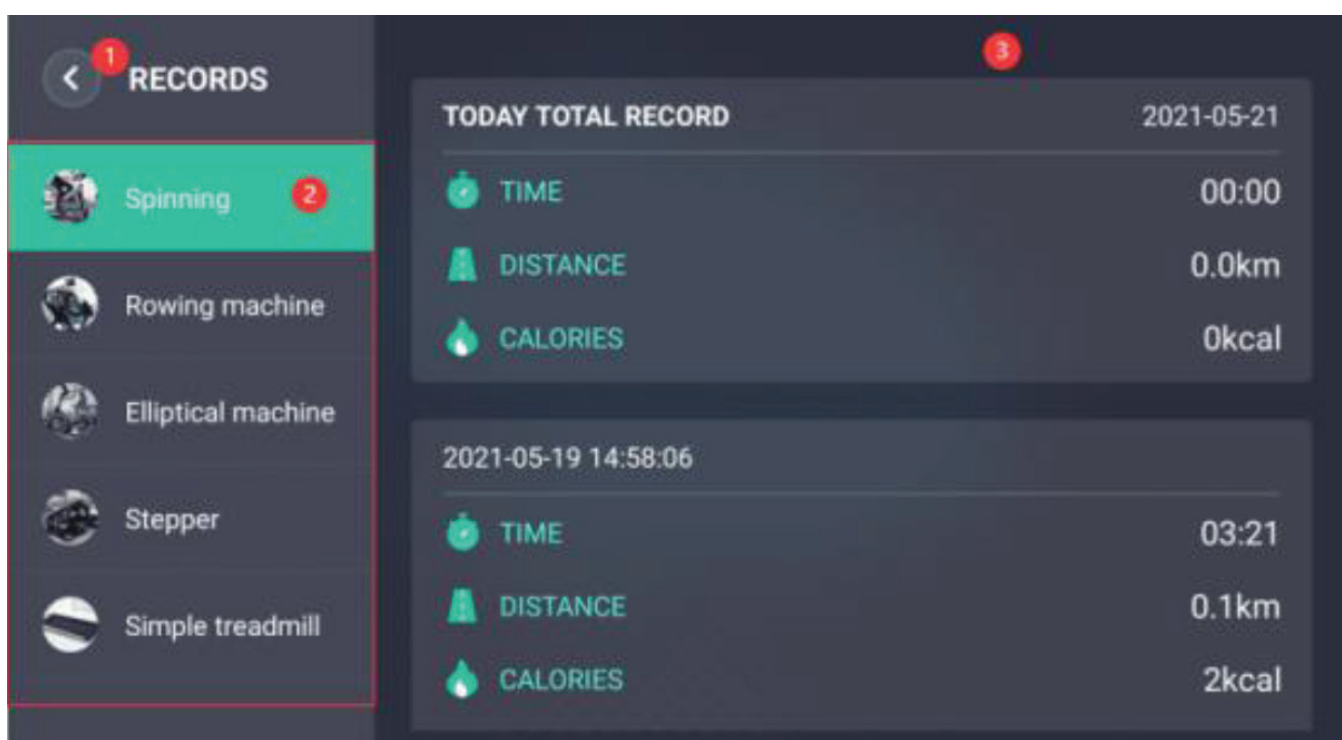 1
RECORDS
Spinning 2
Rowing machine
Elliptical machine
Stepper
Simple treadmill
3
TODAY TOTAL RECORD 2021-05-21
TIME 00:00
DISTANCE 0.0km
CALORIES 0kcal
2021-05-19 14:58:06
TIME 03:21
DISTANCE 0.1km
CALORIES 2kcal